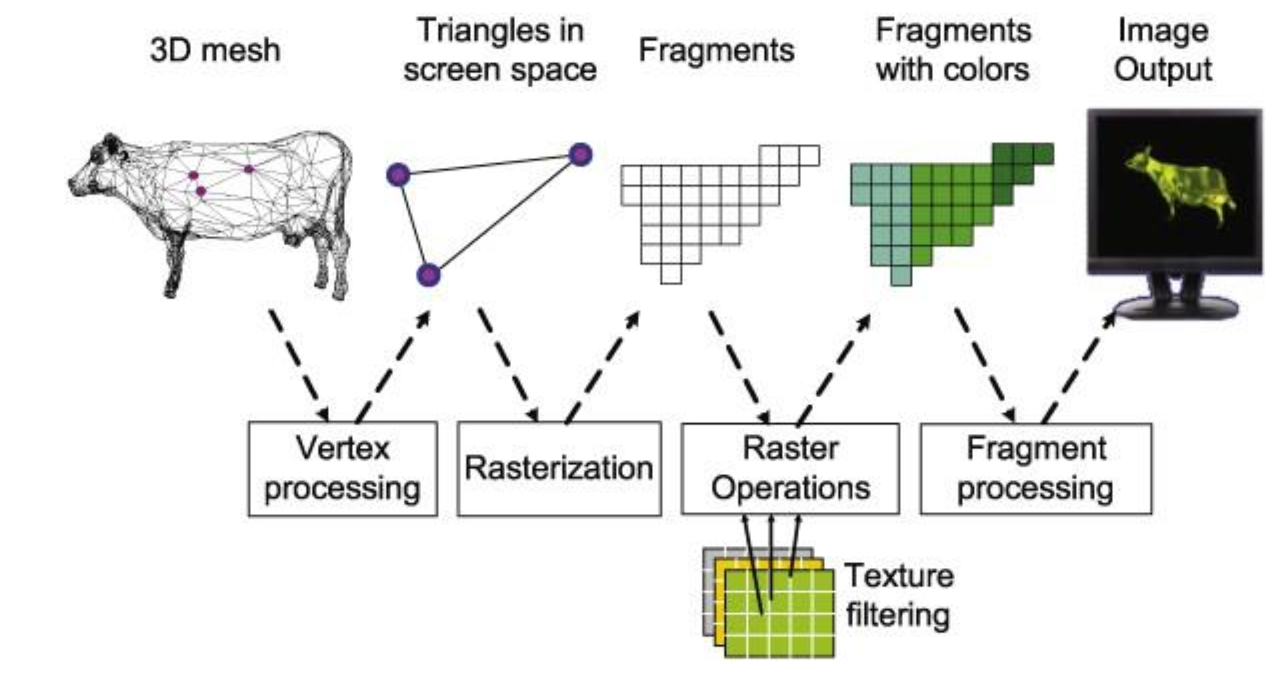 3D mesh
Triangles in
screen space
Fragments
Fragments
with colors
Image
Output
Vertex
processing
Rasterization
Raster
Operations
Fragment
processing
Texture
filtering